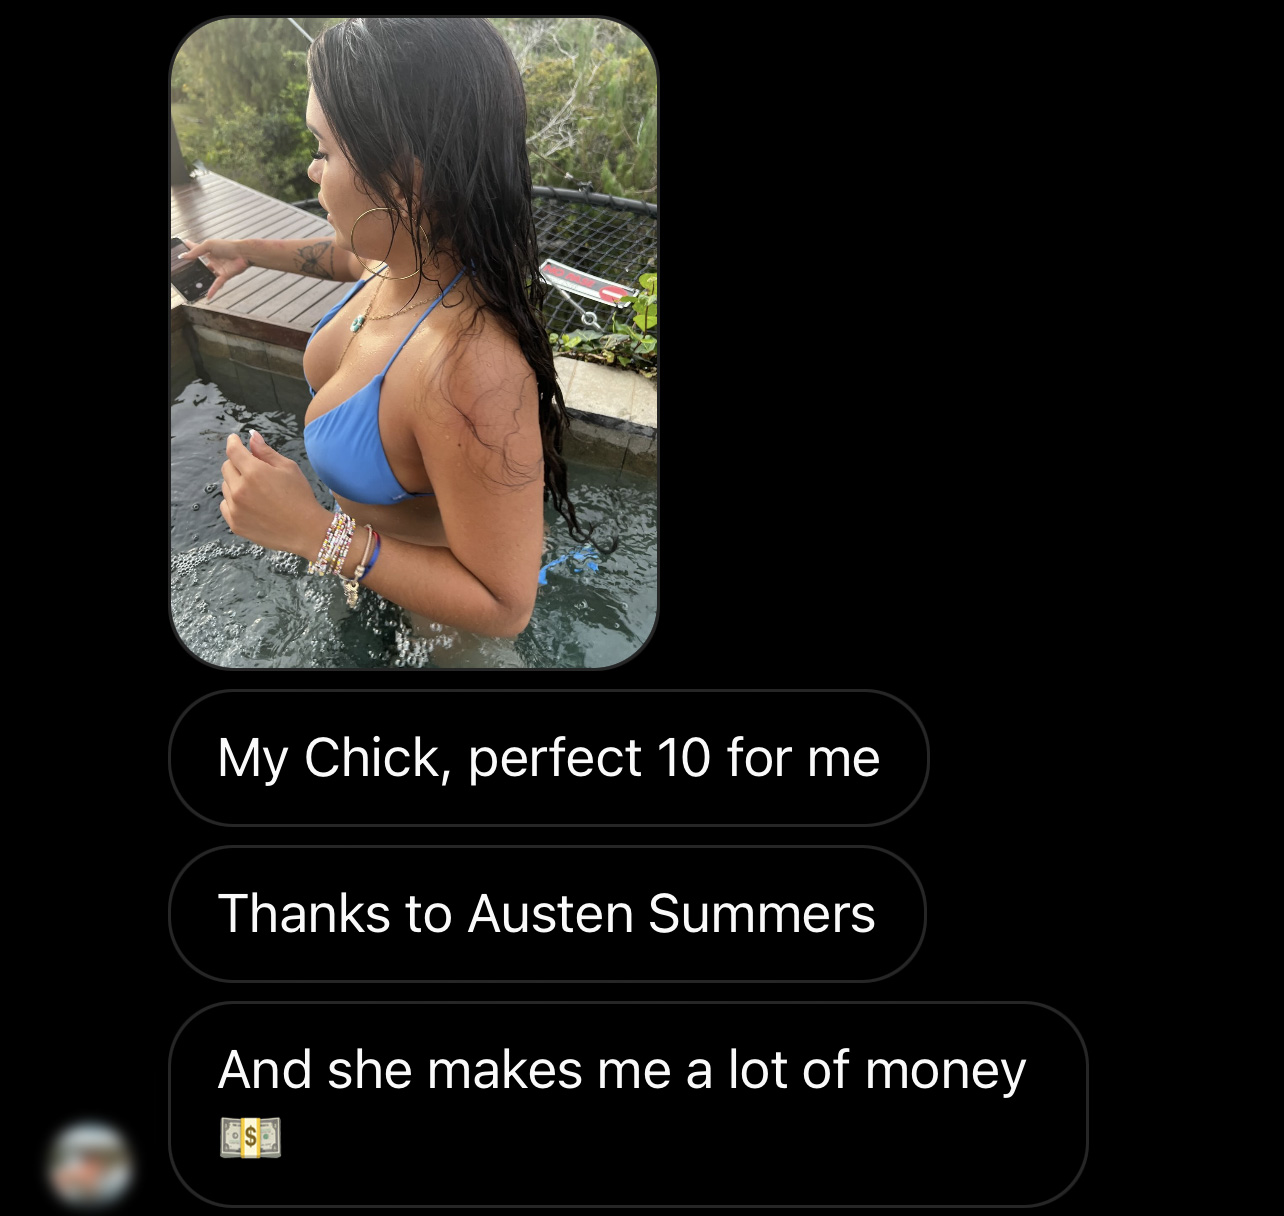 My Chick, perfect 10 for me
Thanks to Austen Summers
And she makes me a lot of money
💵